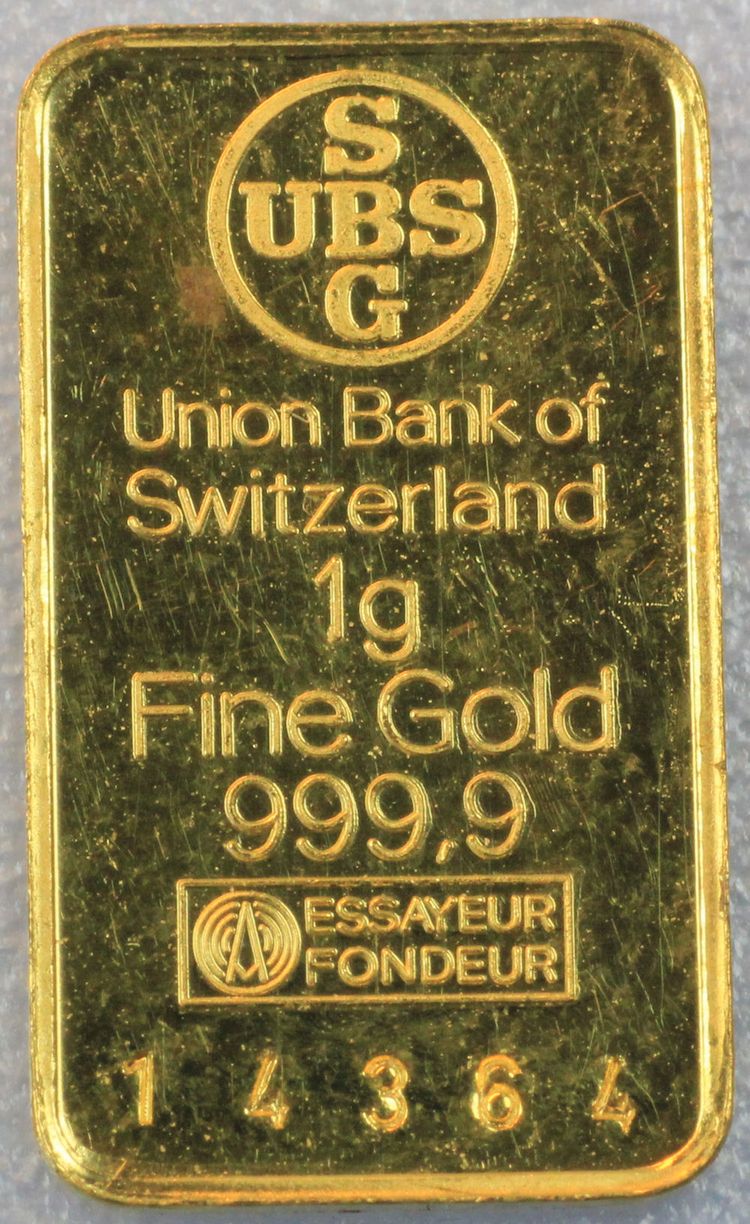 S
UBS
G
Union Bank of
Switzerland
1g
Fine Gold
999,9
ESSAYEUR
FONDEUR
14364